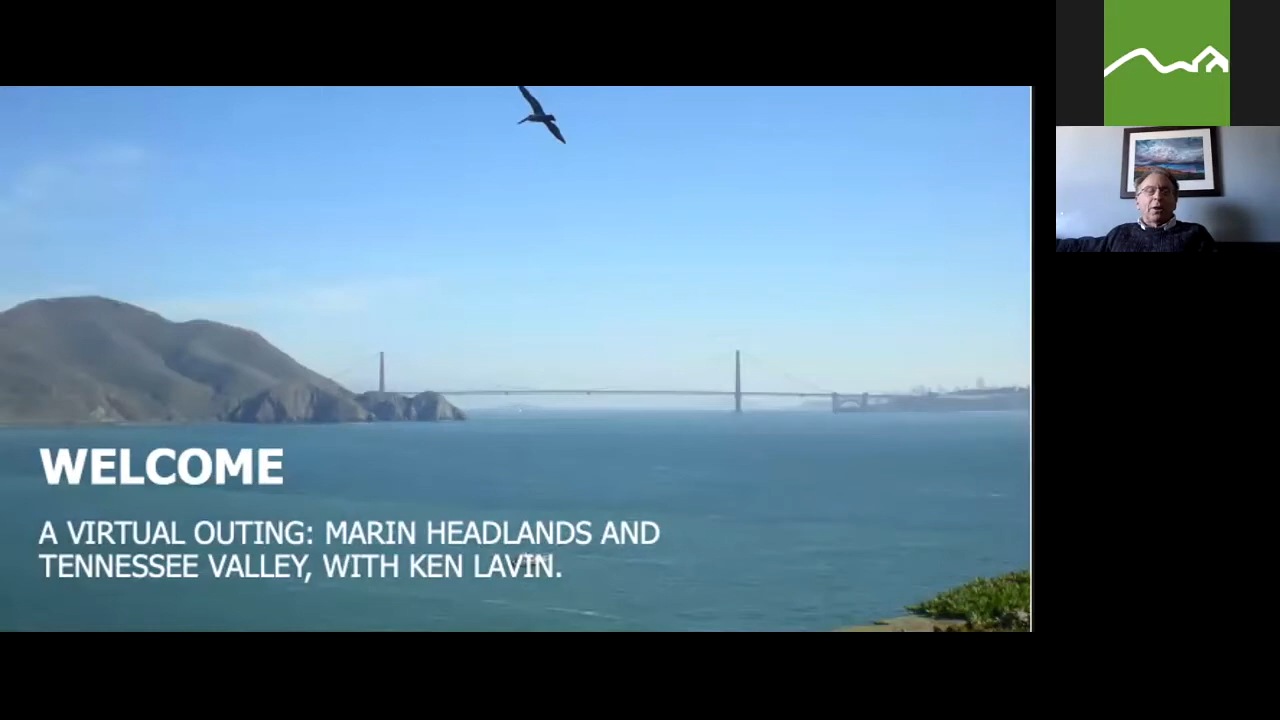 WELCOME
A VIRTUAL OUTING: MARIN HEADLANDS AND
TENNESSEE VALLEY, WITH KEN LAVIN.